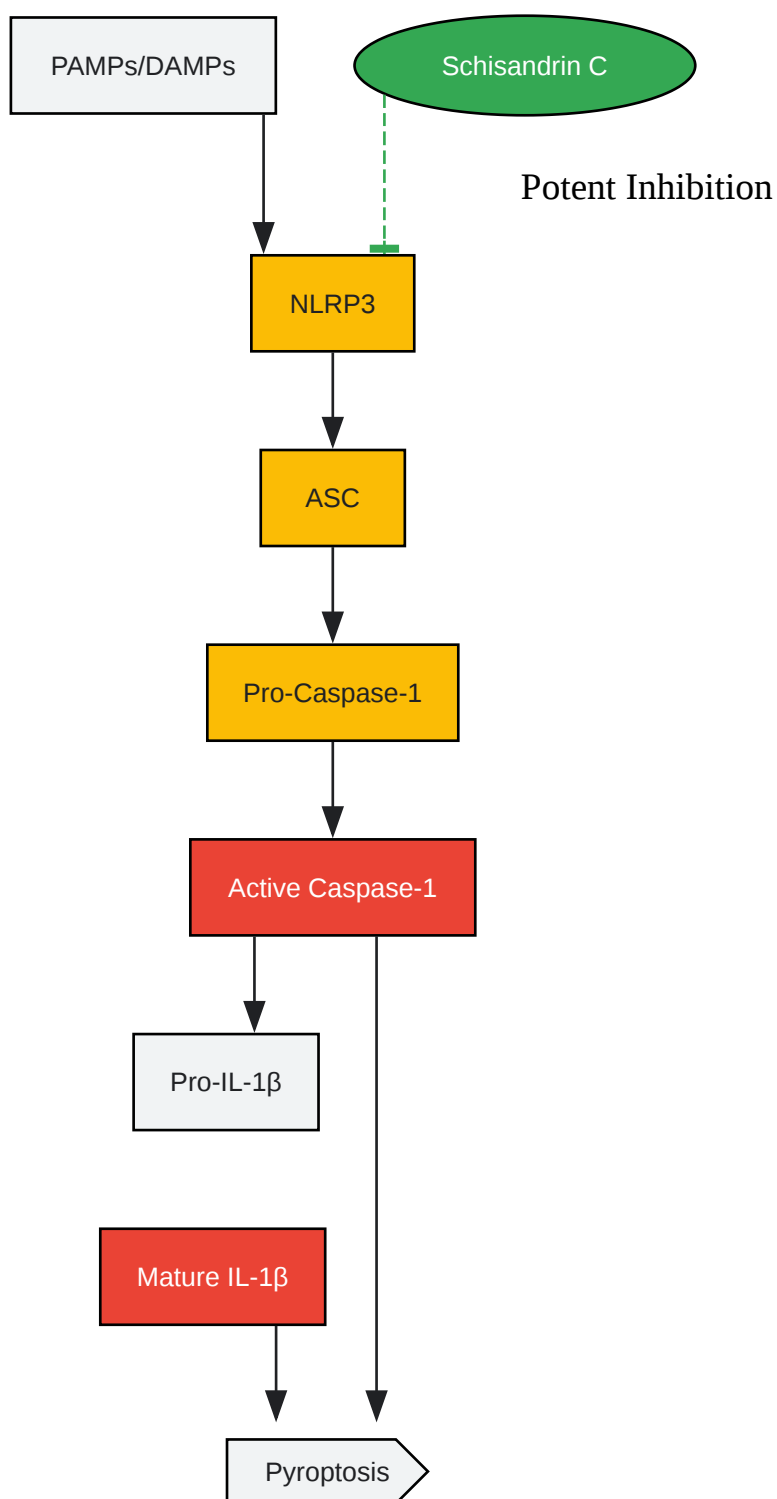 PAMPs/DAMPs
Schisandrin C
Potent Inhibition
NLRP3
ASC
Pro-Caspase-1
Active Caspase-1
Pro-IL-1β
Mature IL-1β
Pyroptosis